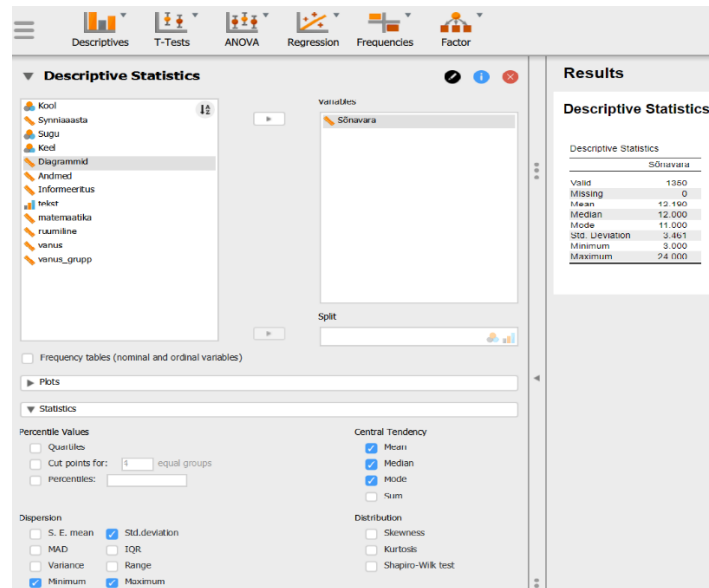 Descriptives T-Tests ANOVA Regression Frequencies Factor
Descriptive Statistics
Kool
Synniaaasta
Sugu
Keel
Diagrammid
Andmed
Informeeritus
tekst
matemaatika
ruumiline
vanus
vanus_grupp
Variables
Sõnavara
Split
Frequency tables (nominal and ordinal variables)
Plots
Statistics
Percentile Values
Quartiles
Cut points for: 4 equal groups
Percentiles:
Central Tendency
Mean
Median
Mode
Sum
Dispersion
S. E. mean Std.deviation
MAD IQR
Variance Range
Minimum Maximum
Distribution
Skewness
Kurtosis
Shapiro-Wilk test
Results
Descriptive Statistics
Descriptive Statistics
Sõnavara
Valid 1350
Missing 0
Mean 12.190
Median 12.000
Mode 11.000
Std. Deviation 3.461
Minimum 3.000
Maximum 24.000